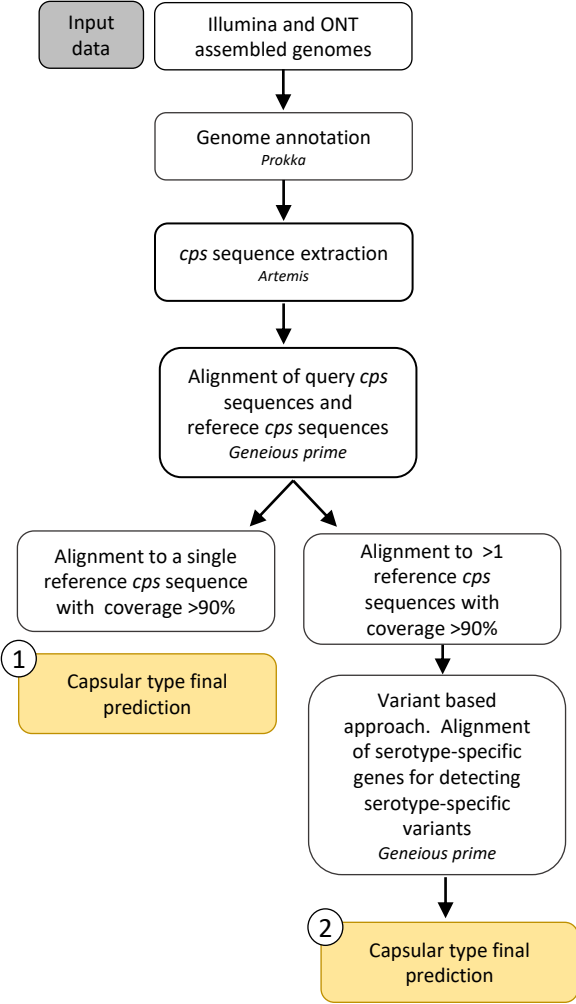 Input
data
Illumina and ONT
assembled genomes
Genome annotation
Prokka
cps sequence extraction
Artemis
Alignment of query cps
sequences and
referece cps sequences
Geneious prime
Alignment to a single
reference cps sequence
with coverage >90%
Alignment to >1
reference cps
sequences with
coverage >90%
1
Capsular type final
prediction
Variant based
approach. Alignment
of serotype-specific
genes for detecting
serotype-specific
variants
Geneious prime
2
Capsular type final
prediction